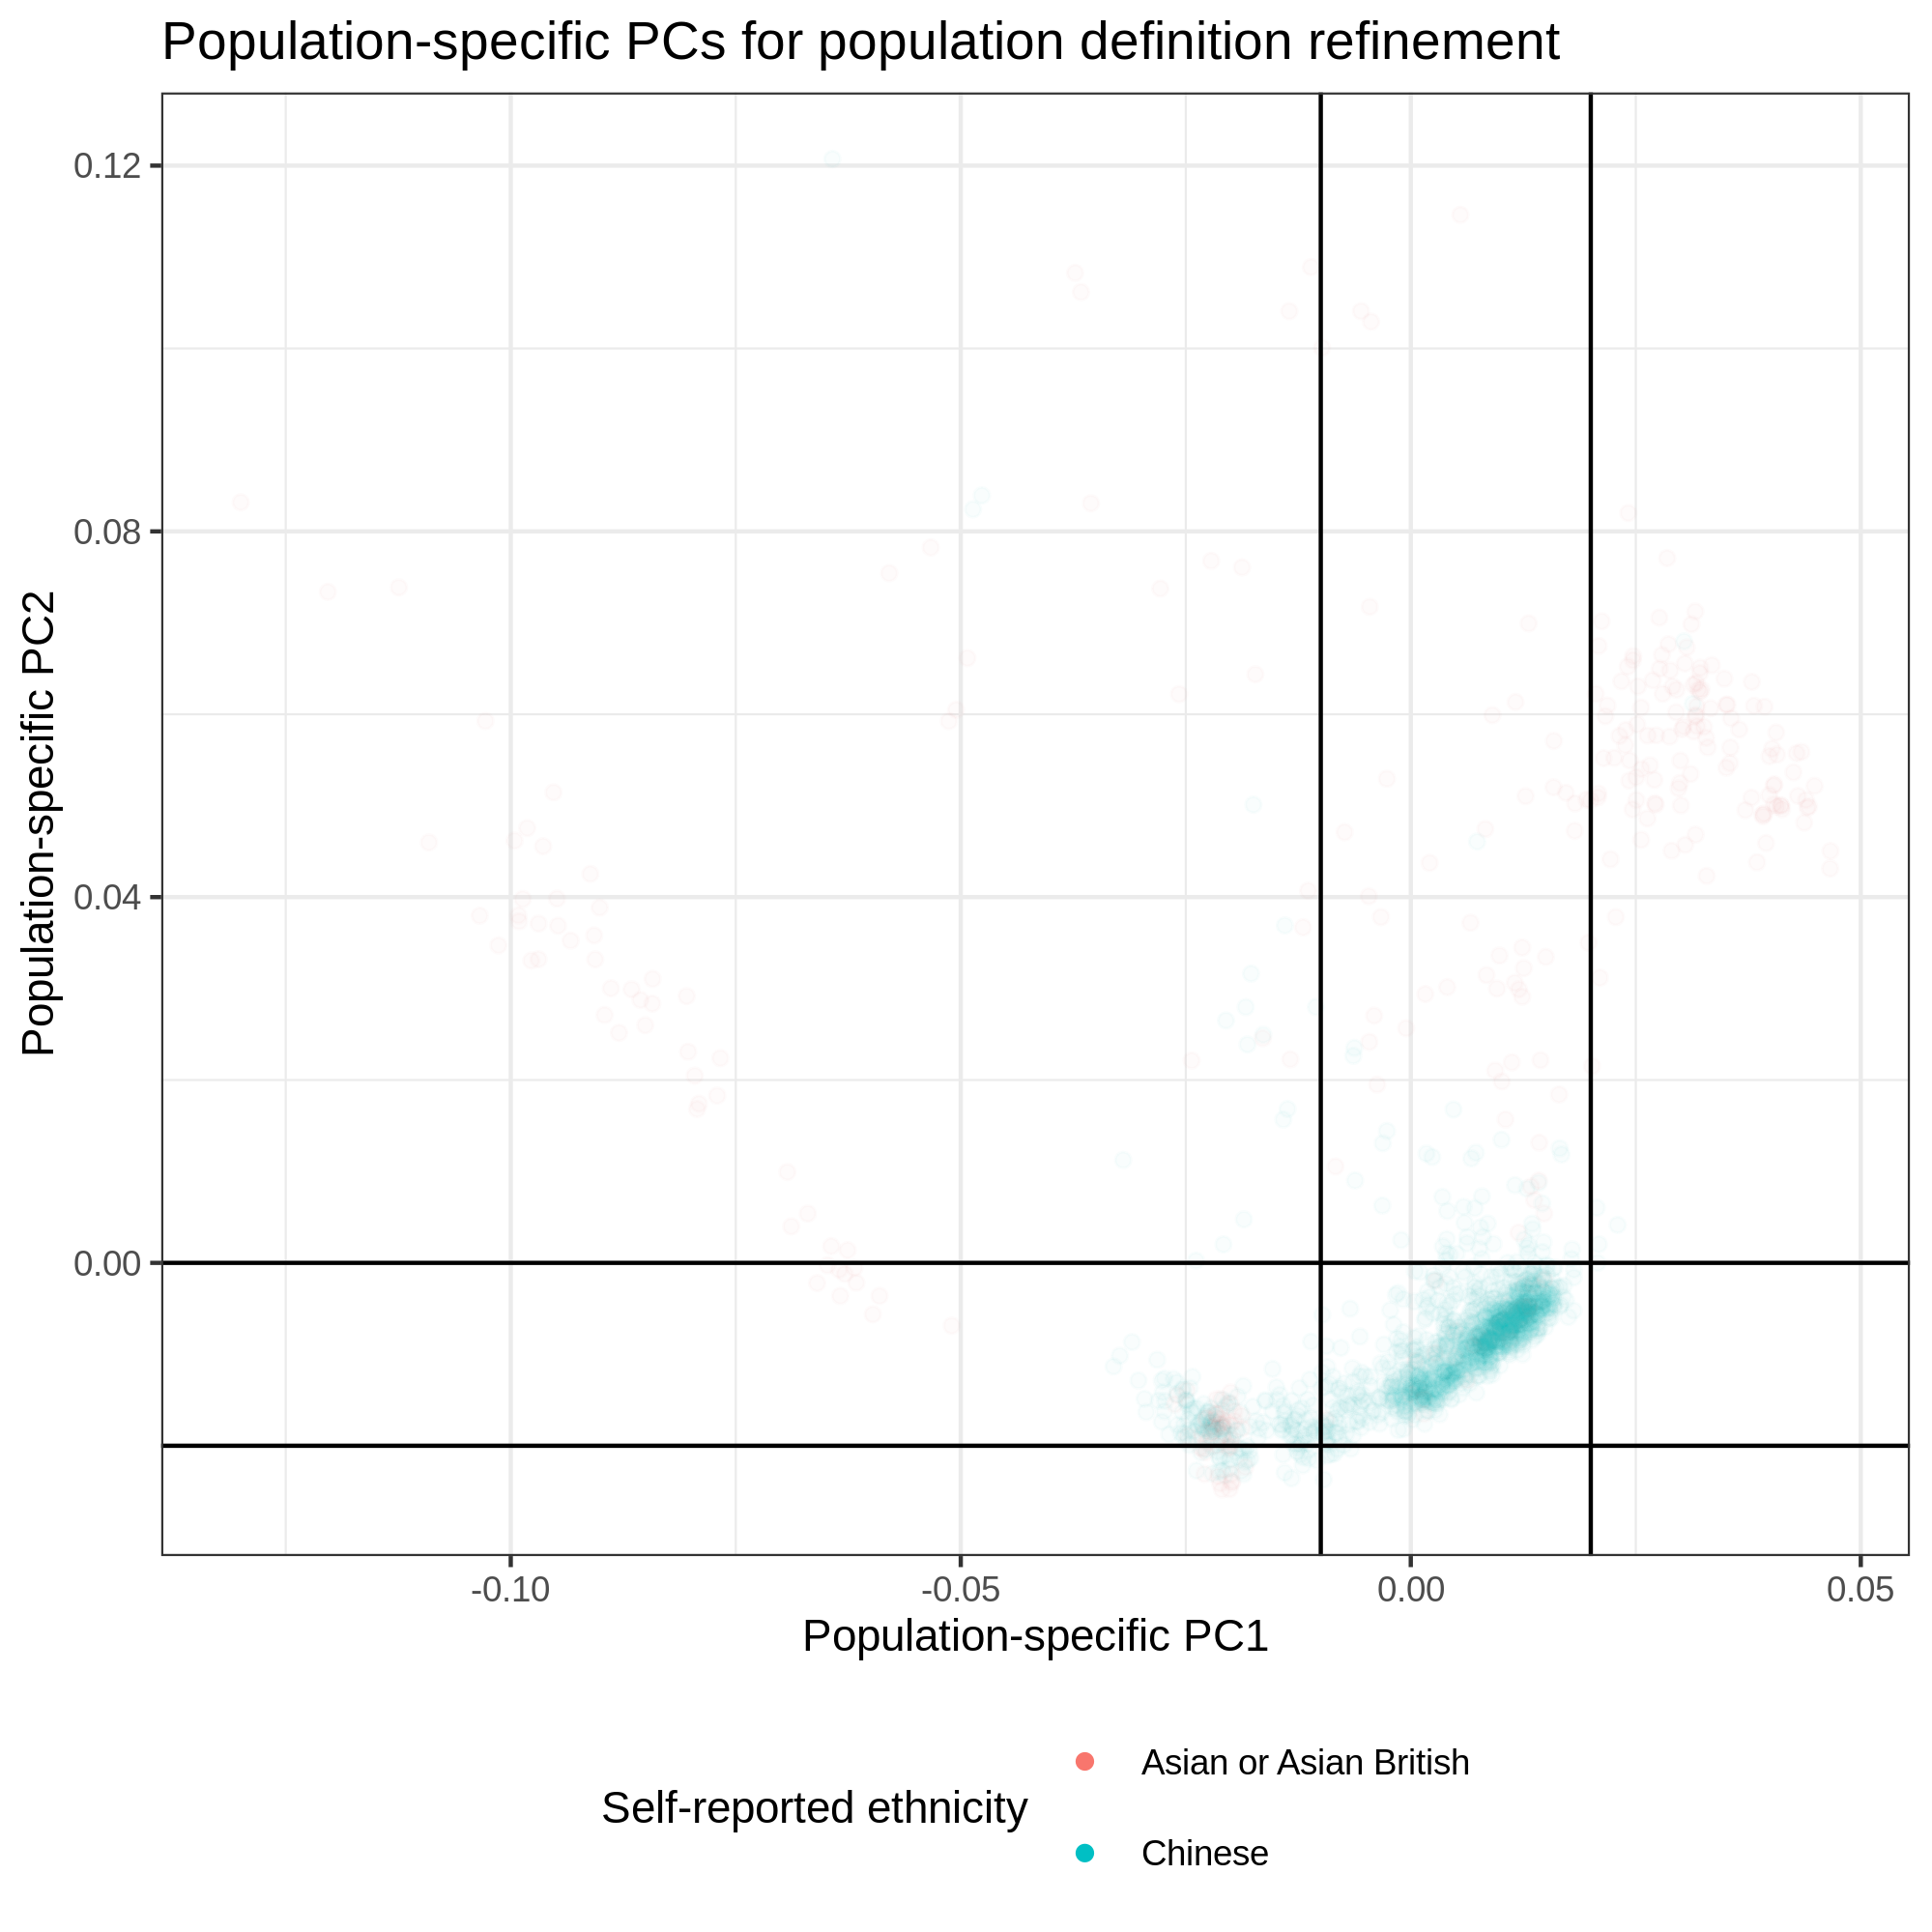 Population-specific PCs for population definition refinement
Population-specific PC2
0.12
0.08
0.04
0.00
-0.10
-0.05
0.00
0.05
Population-specific PC1
Self-reported ethnicity
Asian or Asian British
Chinese